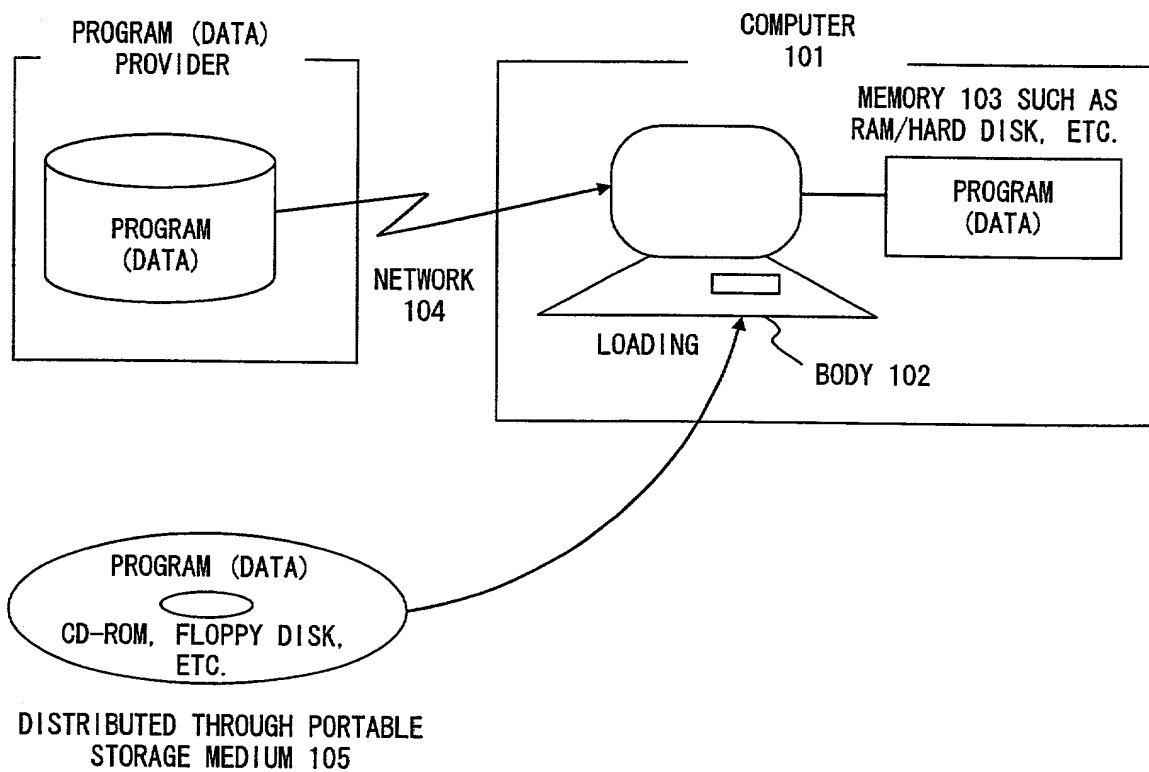 PROGRAM (DATA)
PROVIDER
PROGRAM
(DATA)
NETWORK
104
COMPUTER
101
MEMORY 103 SUCH AS
RAM/HARD DISK, ETC.
PROGRAM
(DATA)
LOADING
BODY 102
PROGRAM (DATA)
CD-ROM, FLOPPY DISK,
ETC.
DISTRIBUTED THROUGH PORTABLE
STORAGE MEDIUM 105